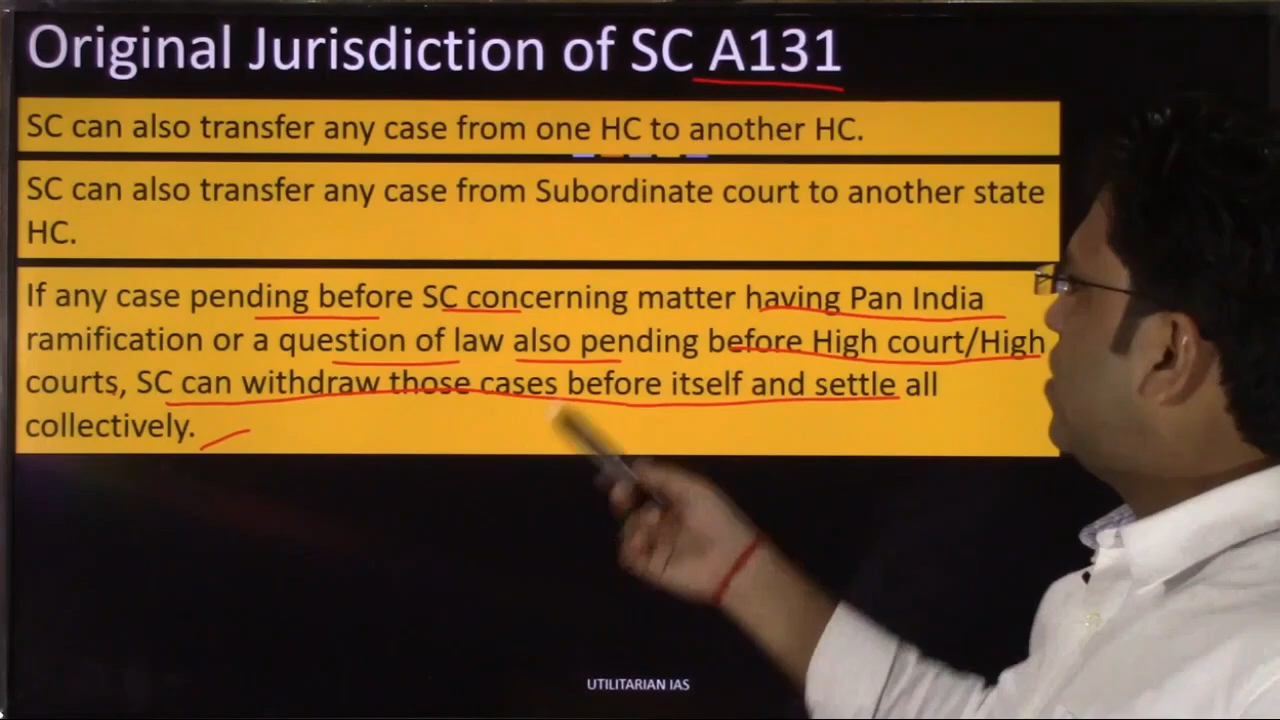 Original Jurisdiction of SC A131
SC can also transfer any case from one HC to another HC.
SC can also transfer any case from Subordinate court to another state
HC.
If any case pending before SC concerning matter having Pan India
ramification or a question of law also pending before High court/High
courts, SC can withdraw those cases before itself and settle all
collectively.
UTILITARIAN IAS